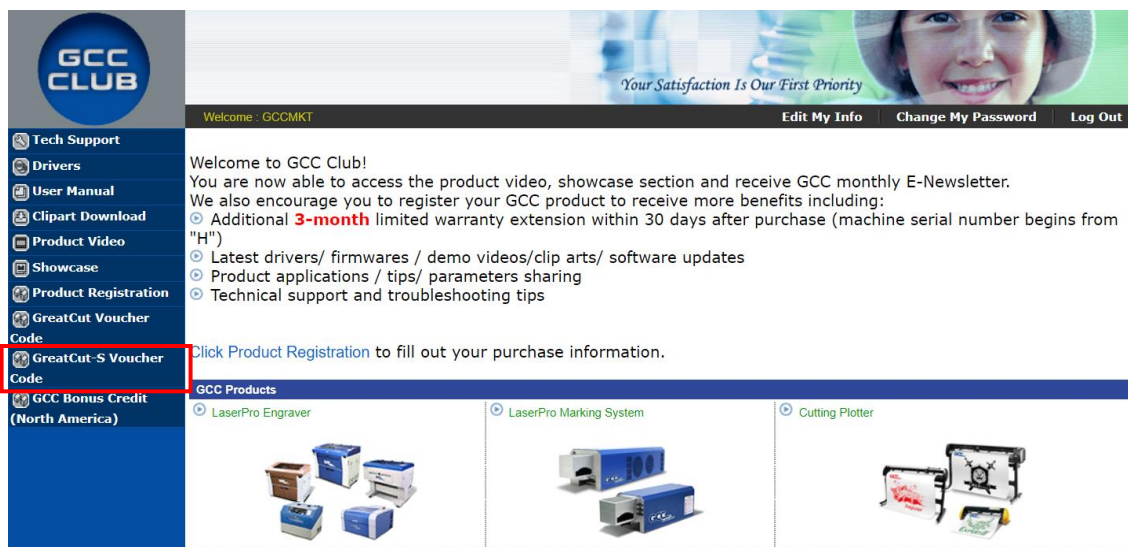 GCC
CLUB
Your Satisfaction Is Our First Priority
Welcome : GCCMKT
Edit My Info
Change My Password
Log Out
Tech Support
Drivers
User Manual
Clipart Download
Product Video
Showcase
Product Registration
GreatCut Voucher
Code
GreatCut-S Voucher
Code
GCC Bonus Credit
(North America)
Welcome to GCC Club!
You are now able to access the product video, showcase section and receive GCC monthly E-Newsletter.
We also encourage you to register your GCC product to receive more benefits including:
Additional 3-month limited warranty extension within 30 days after purchase (machine serial number begins from
"H")
Latest drivers/ firmwares / demo videos/clip arts/ software updates
Product applications / tips/ parameters sharing
Technical support and troubleshooting tips
Click Product Registration to fill out your purchase information.
GCC Products
LaserPro Engraver
LaserPro Marking System
Cutting Plotter